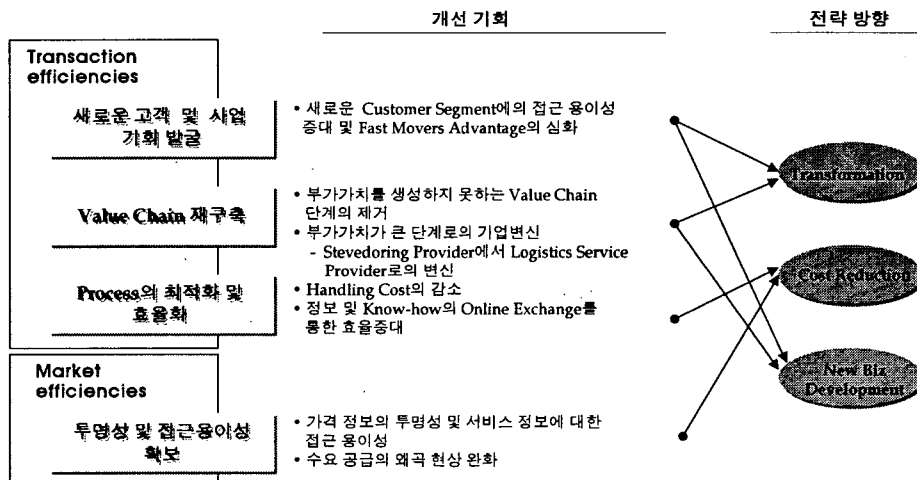 개선 기회
전략 방향
Transaction
efficiencies
새로운 고객 및 사업
기회 발굴
• 새로운 Customer Segment에의 접근 용이성
증대 및 Fast Movers Advantage의 심화
Value Chain 재구축
• 부가가치를 생성하지 못하는 Value Chain
단계의 제거
• 부가가치가 큰 단계로의 기업변신
- Stevedoring Provider에서 Logistics Service
Provider로의 변신
Process의 최적화 및
효율화
• Handling Cost의 감소
• 정보 및 Know-how의 Online Exchange를
통한 효율증대
Market
efficiencies
투명성 및 접근용이성
확보
• 가격 정보의 투명성 및 서비스 정보에 대한
접근 용이성
• 수요 공급의 왜곡 현상 완화
Transformation
Cost Reduction
New Biz
Development